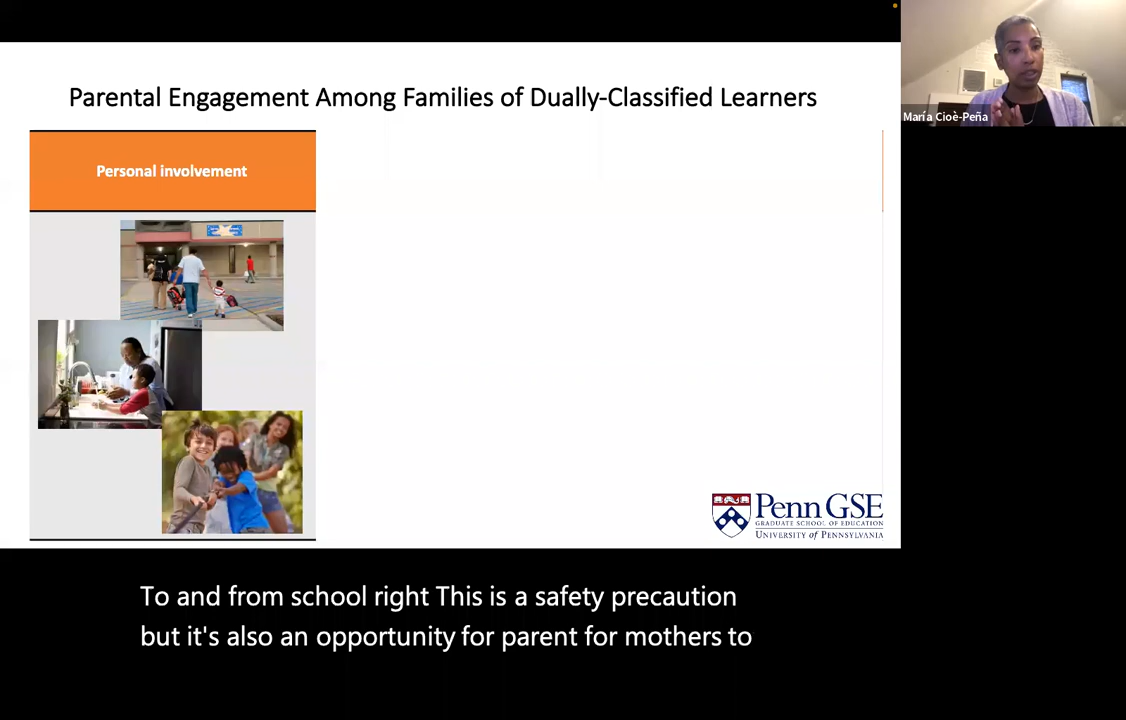 Parental Engagement Among Families of Dually-Classified Learners
María Cioè-Peña
Personal involvement
Penn GSE
GRADUATE SCHOOL OF EDUCATION
UNIVERSITY of PENNSYLVANIA
To and from school right This is a safety precaution
but it's also an opportunity for parent for mothers to